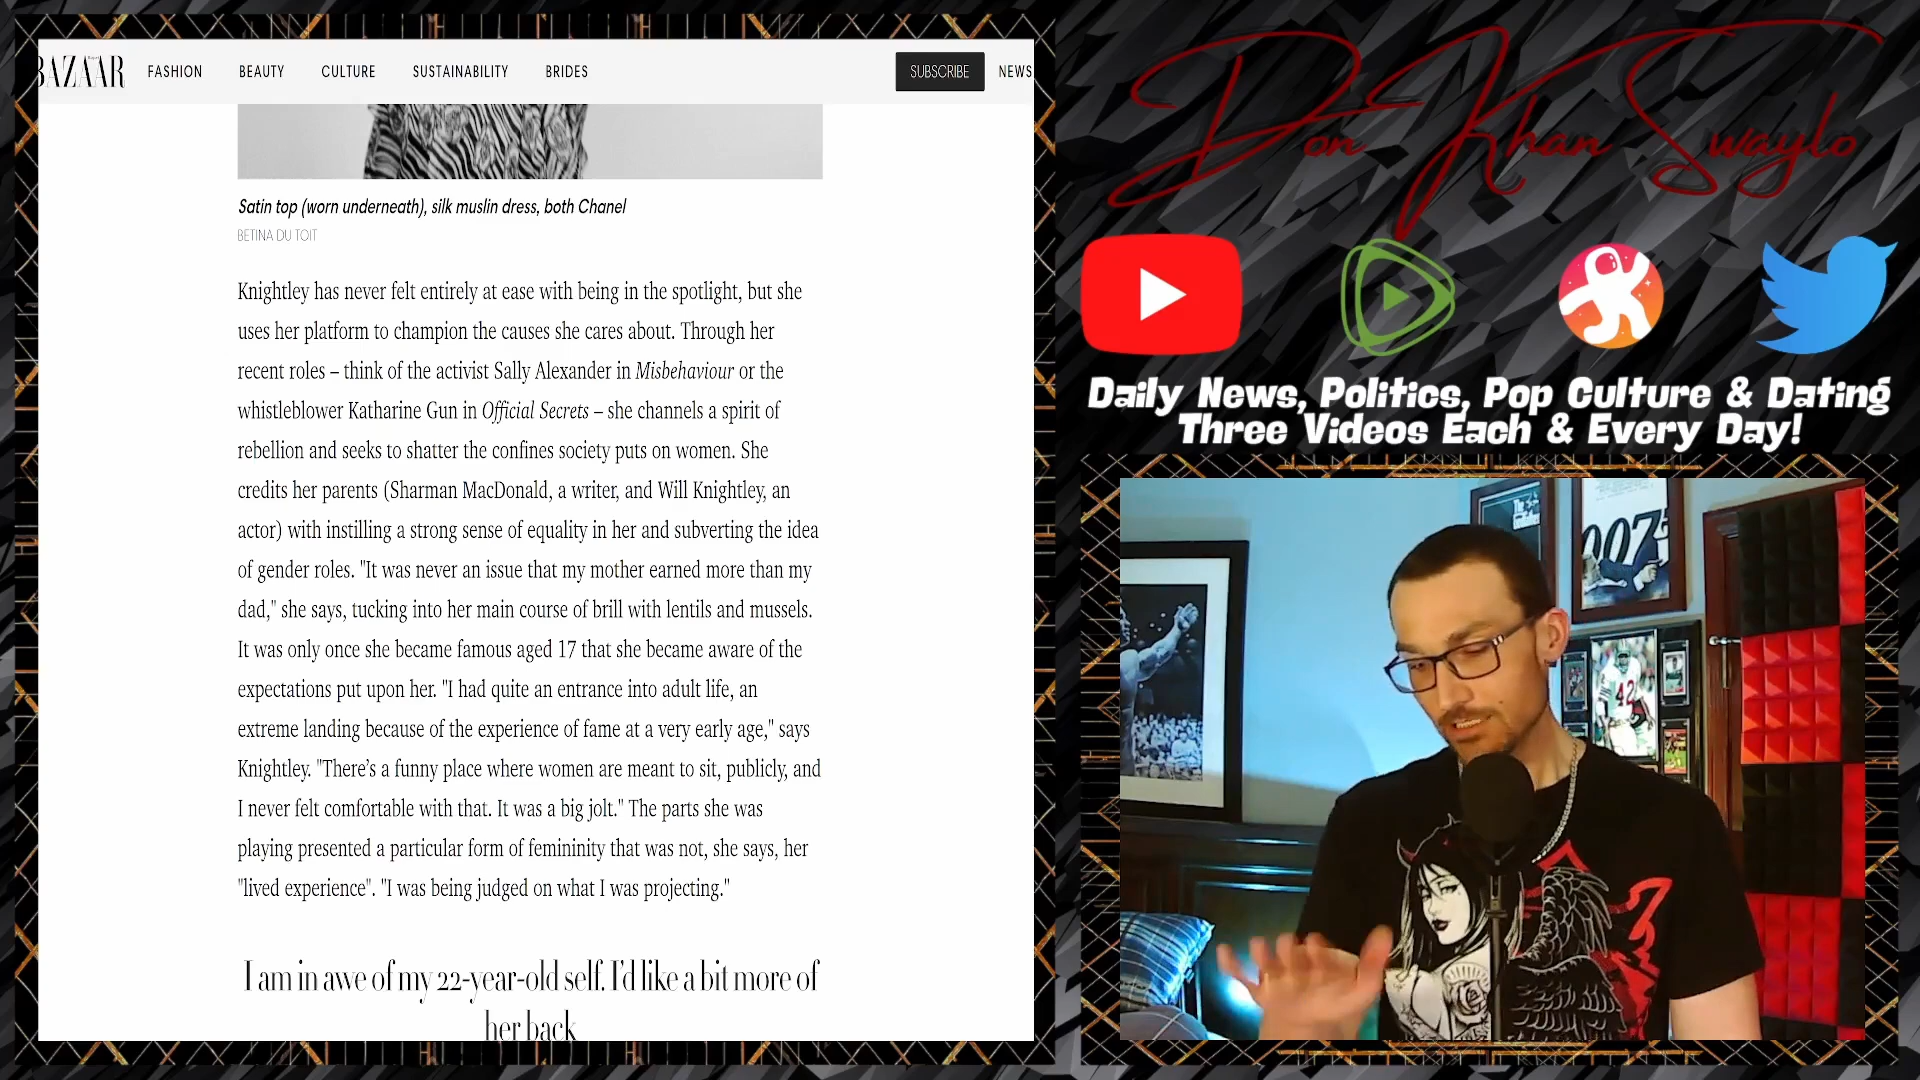 BAZAAR
FASHION
BEAUTY
CULTURE
SUSTAINABILITY
BRIDES
SUBSCRIBE
NEWS
Satin top (worn underneath), silk muslin dress, both Chanel
BETINA DU TOIT
Knightley has never felt entirely at ease with being in the spotlight, but she
uses her platform to champion the causes she cares about. Through her
recent roles – think of the activist Sally Alexander in Misbehaviour or the
whistleblower Katharine Gun in Official Secrets – she channels a spirit of
rebellion and seeks to shatter the confines society puts on women. She
credits her parents (Sharman MacDonald, a writer, and Will Knightley, an
actor) with instilling a strong sense of equality in her and subverting the idea
of gender roles. "It was never an issue that my mother earned more than my
dad," she says, tucking into her main course of brill with lentils and mussels.
It was only once she became famous aged 17 that she became aware of the
expectations put upon her. "I had quite an entrance into adult life, an
extreme landing because of the experience of fame at a very early age," says
Knightley. "There’s a funny place where women are meant to sit, publicly, and
I never felt comfortable with that. It was a big jolt." The parts she was
playing presented a particular form of femininity that was not, she says, her
"lived experience". "I was being judged on what I was projecting."
I am in awe of my 22-year-old self. I’d like a bit more of
her back
Don Khan Swaylo
Daily News, Politics, Pop Culture & Dating
Three Videos Each & Every Day!
007
42